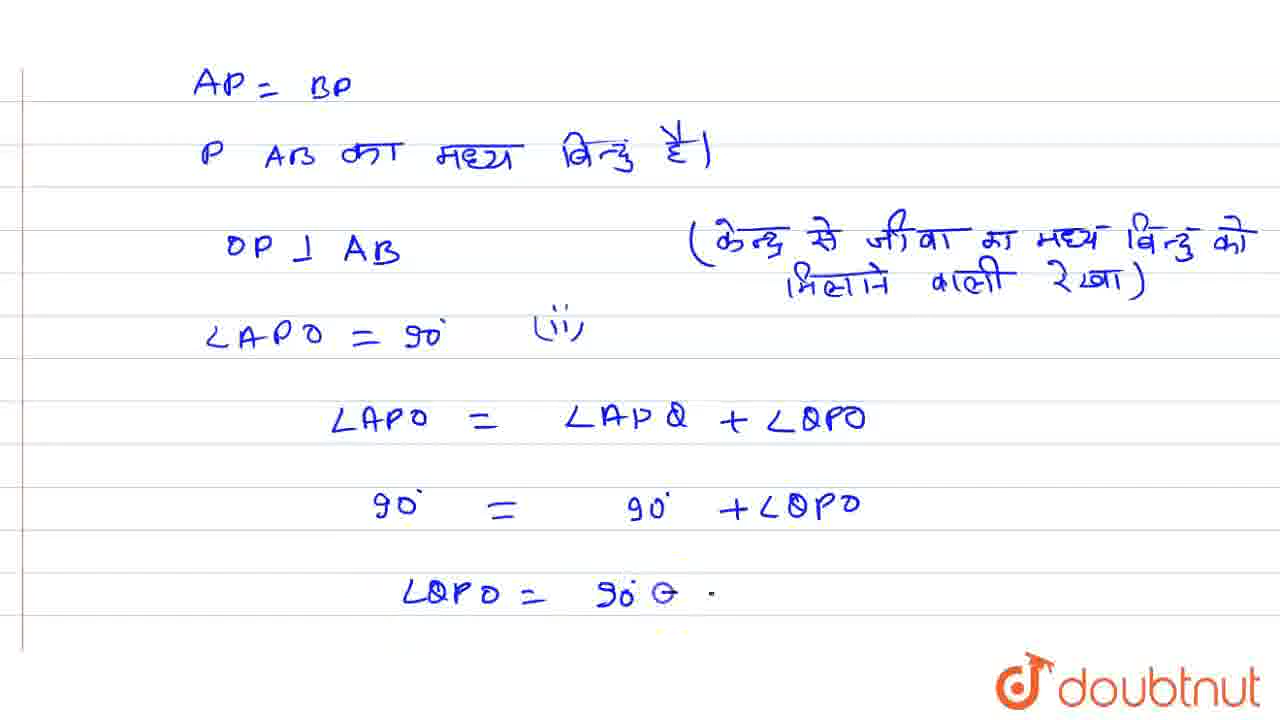 AP = BP
P AB का मध्य बिन्दु है।
OP ⊥ AB
(केन्द्र से जीवा का मध्य बिन्दु को
मिलाने वाली रेखा)
∠APO = 90° (ii)
∠APO = ∠APQ + ∠QPO
90° = 90° + ∠QPO
∠QPO = 90° -
doubtnut